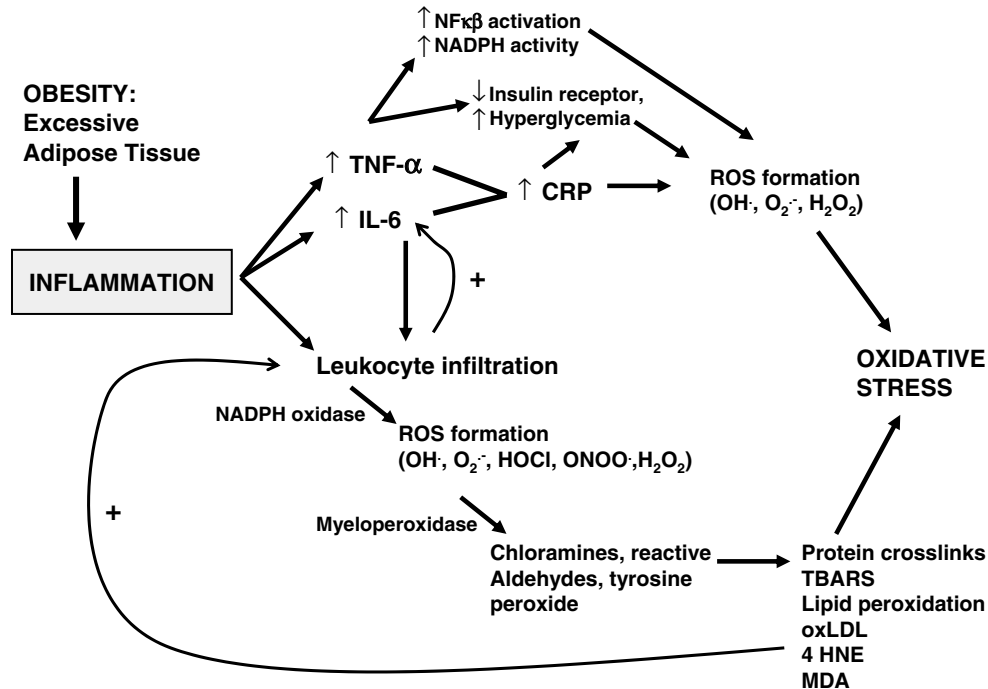 ↑ NFκβ activation
↑ NADPH activity
OBESITY:
Excessive
Adipose Tissue
↓ Insulin receptor,
↑ Hyperglycemia
↑ TNF-α
↑ CRP
ROS formation
(OH·, O₂·⁻, H₂O₂)
↑ IL-6
INFLAMMATION
+
Leukocyte infiltration
OXIDATIVE
STRESS
NADPH oxidase
ROS formation
(OH·, O₂·⁻, HOCl, ONOO·,H₂O₂)
+
Myeloperoxidase
Chloramines, reactive
Aldehydes, tyrosine
peroxide
Protein crosslinks
TBARS
Lipid peroxidation
oxLDL
4 HNE
MDA